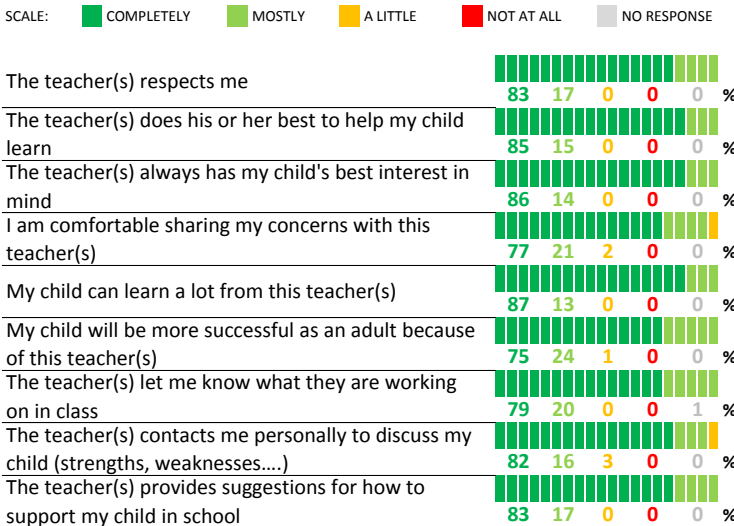 SCALE: COMPLETELY MOSTLY A LITTLE NOT AT ALL NO RESPONSE
The teacher(s) respects me
83 17 0 0 0 %
The teacher(s) does his or her best to help my child
learn
85 15 0 0 0 %
The teacher(s) always has my child's best interest in
mind
86 14 0 0 0 %
I am comfortable sharing my concerns with this
teacher(s)
77 21 2 0 0 %
My child can learn a lot from this teacher(s)
87 13 0 0 0 %
My child will be more successful as an adult because
of this teacher(s)
75 24 1 0 0 %
The teacher(s) let me know what they are working
on in class
79 20 0 0 1 %
The teacher(s) contacts me personally to discuss my
child (strengths, weaknesses....)
82 16 3 0 0 %
The teacher(s) provides suggestions for how to
support my child in school
83 17 0 0 0 %